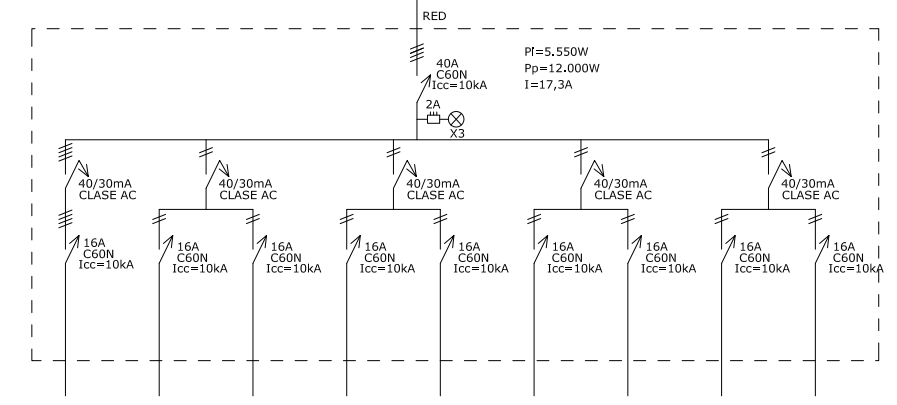 RED
Pi=5.550W
Pp=12.000W
I=17,3A
40A
C60N
Icc=10kA
2A
X3
40/30mA
CLASE AC
40/30mA
CLASE AC
40/30mA
CLASE AC
40/30mA
CLASE AC
40/30mA
CLASE AC
16A
C60N
Icc=10kA
16A
C60N
Icc=10kA
16A
C60N
Icc=10kA
16A
C60N
Icc=10kA
16A
C60N
Icc=10kA
16A
C60N
Icc=10kA
16A
C60N
Icc=10kA
16A
C60N
Icc=10kA
16A
C60N
Icc=10kA